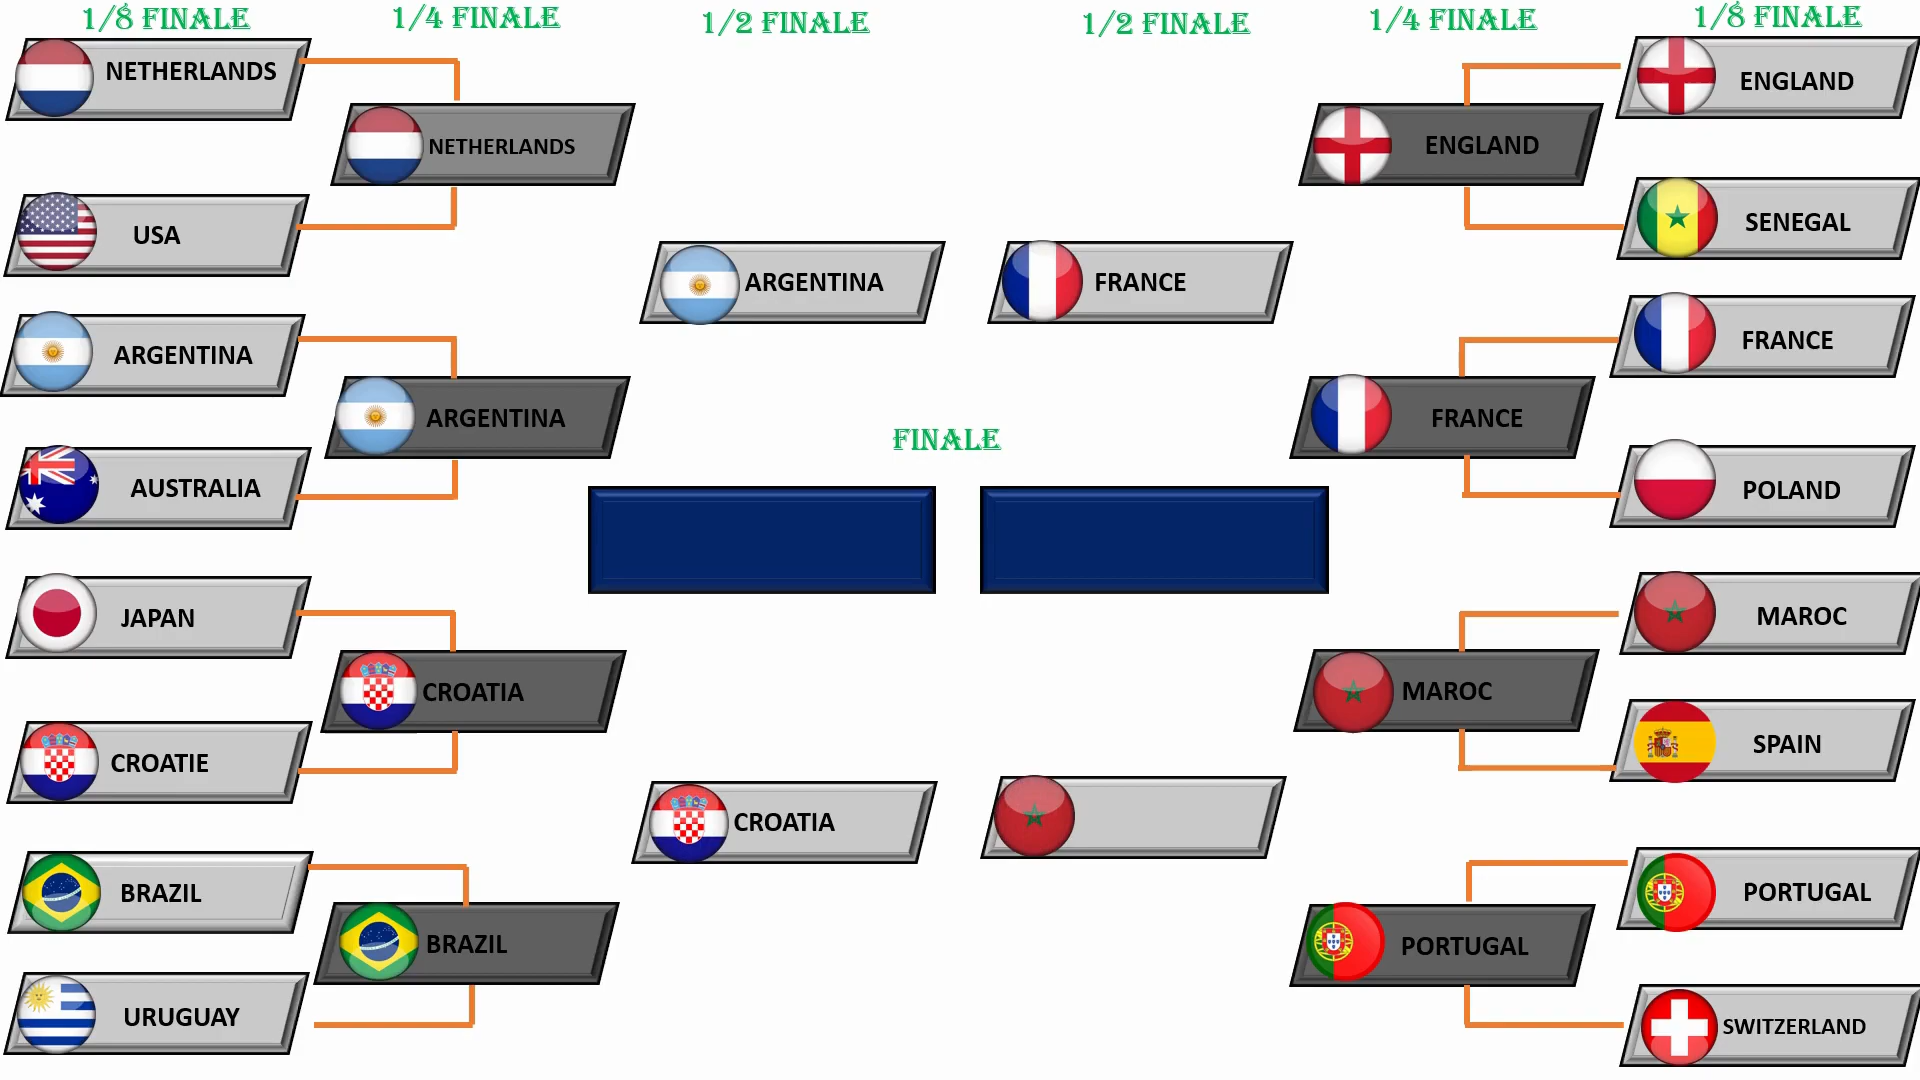 1/8 FINALE
1/4 FINALE
1/2 FINALE
1/2 FINALE
1/4 FINALE
1/8 FINALE
NETHERLANDS
NETHERLANDS
USA
ARGENTINA
ARGENTINA
AUSTRALIA
JAPAN
CROATIA
CROATIE
BRAZIL
BRAZIL
URUGUAY
ARGENTINA
CROATIA
FINALE
FRANCE
ENGLAND
ENGLAND
SENEGAL
FRANCE
FRANCE
POLAND
MAROC
MAROC
SPAIN
PORTUGAL
PORTUGAL
SWITZERLAND